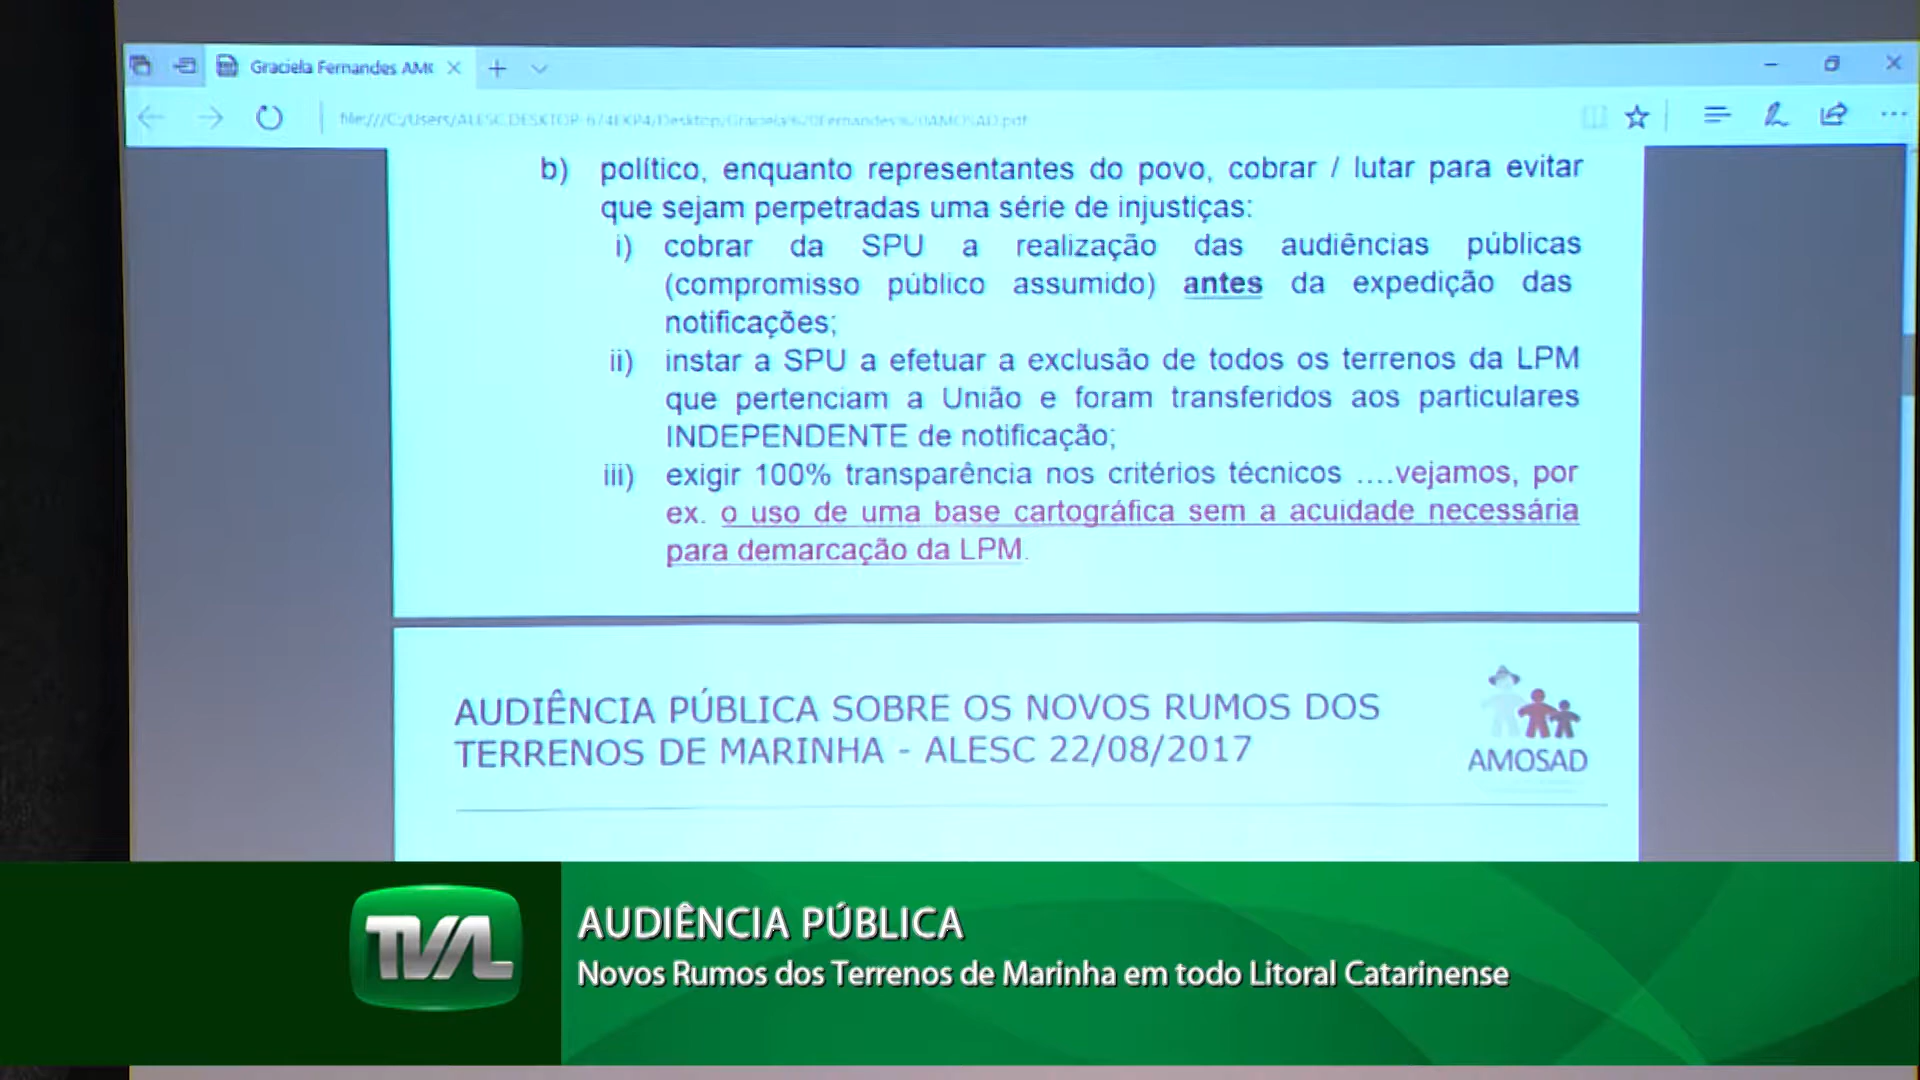 Graciela Fernandes AM
b) político, enquanto representantes do povo, cobrar / lutar para evitar
que sejam perpetradas uma série de injustiças:
i) cobrar da SPU a realização das audiências públicas
(compromisso público assumido) antes da expedição das
notificações;
ii) instar a SPU a efetuar a exclusão de todos os terrenos da LPM
que pertenciam a União e foram transferidos aos particulares
INDEPENDENTE de notificação;
iii) exigir 100% transparência nos critérios técnicos ....vejamos, por
ex. o uso de uma base cartográfica sem a acuidade necessária
para demarcação da LPM.
AUDIÊNCIA PÚBLICA SOBRE OS NOVOS RUMOS DOS
TERRENOS DE MARINHA - ALESC 22/08/2017
AMOSAD
TVAL
AUDIÊNCIA PÚBLICA
Novos Rumos dos Terrenos de Marinha em todo Litoral Catarinense